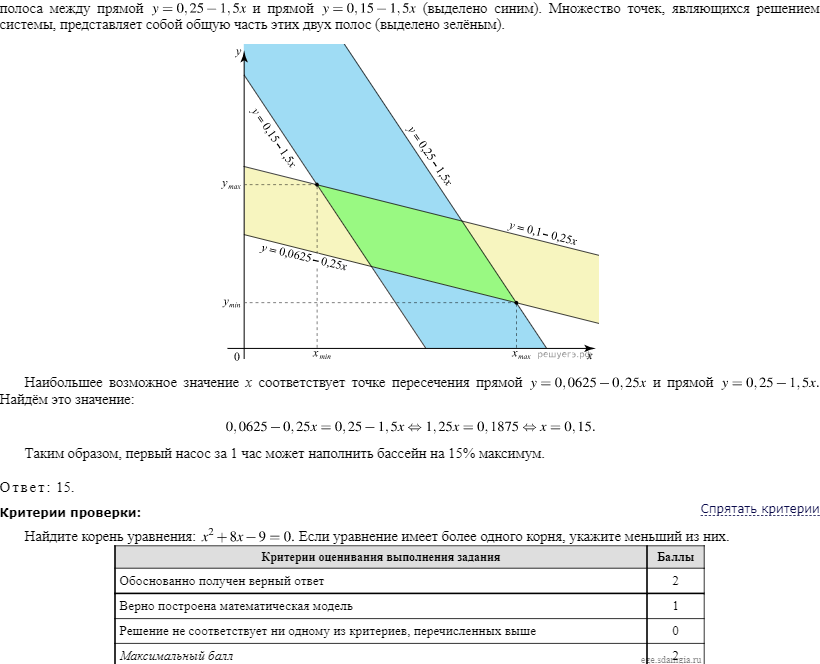 полоса между прямой y = 0,25 − 1,5x и прямой y = 0,15 − 1,5x (выделено синим). Множество точек, являющихся решением
системы, представляет собой общую часть этих двух полос (выделено зелёным).
y
y = 0,15 − 1,5x
y = 0,25 − 1,5x
y max
y = 0,1 − 0,25x
y = 0,0625 − 0,25x
y min
0
x min
x max
решуегэ.рф
x
Наибольшее возможное значение x соответствует точке пересечения прямой y = 0,0625 − 0,25x и прямой y = 0,25 − 1,5x.
Найдём это значение:
0,0625 − 0,25x = 0,25 − 1,5x ⇔ 1,25x = 0,1875 ⇔ x = 0,15.
Таким образом, первый насос за 1 час может наполнить бассейн на 15% максимум.
Ответ: 15.
Спрятать критерии
Критерии проверки:
Найдите корень уравнения: x² + 8x − 9 = 0. Если уравнение имеет более одного корня, укажите меньший из них.
Критерии оценивания выполнения задания Баллы
Обоснованно получен верный ответ 2
Верно построена математическая модель 1
Решение не соответствует ни одному из критериев, перечисленных выше 0
Максимальный балл 2
ege.sdamgia.ru